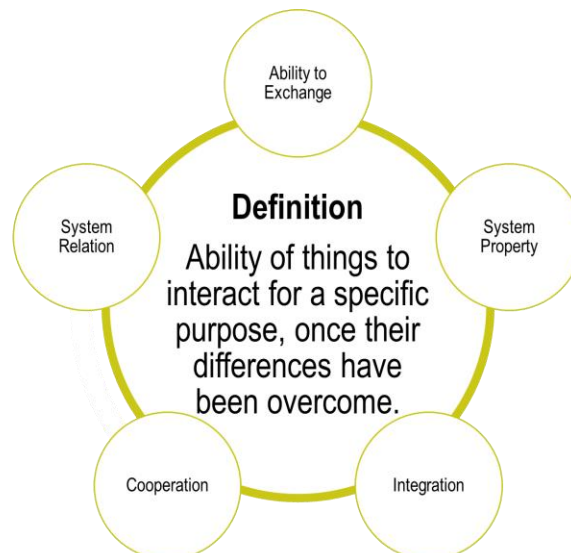 Ability to
Exchange
System
Relation
Definition
Ability of things to
interact for a specific
purpose, once their
differences have
been overcome.
System
Property
Cooperation
Integration